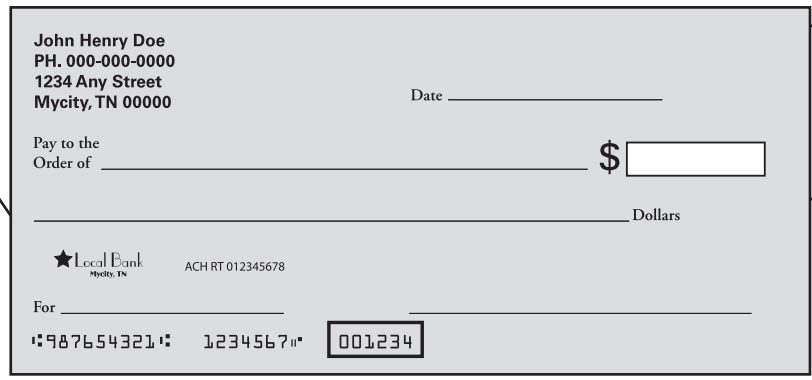 John Henry Doe
PH. 000-000-0000
1234 Any Street
Mycity, TN 00000
Date
Pay to the
Order of
$
Dollars
Local Bank
Mycity, TN
ACH RT 012345678
For
⑆987654321⑆ 1234567⑈ 001234